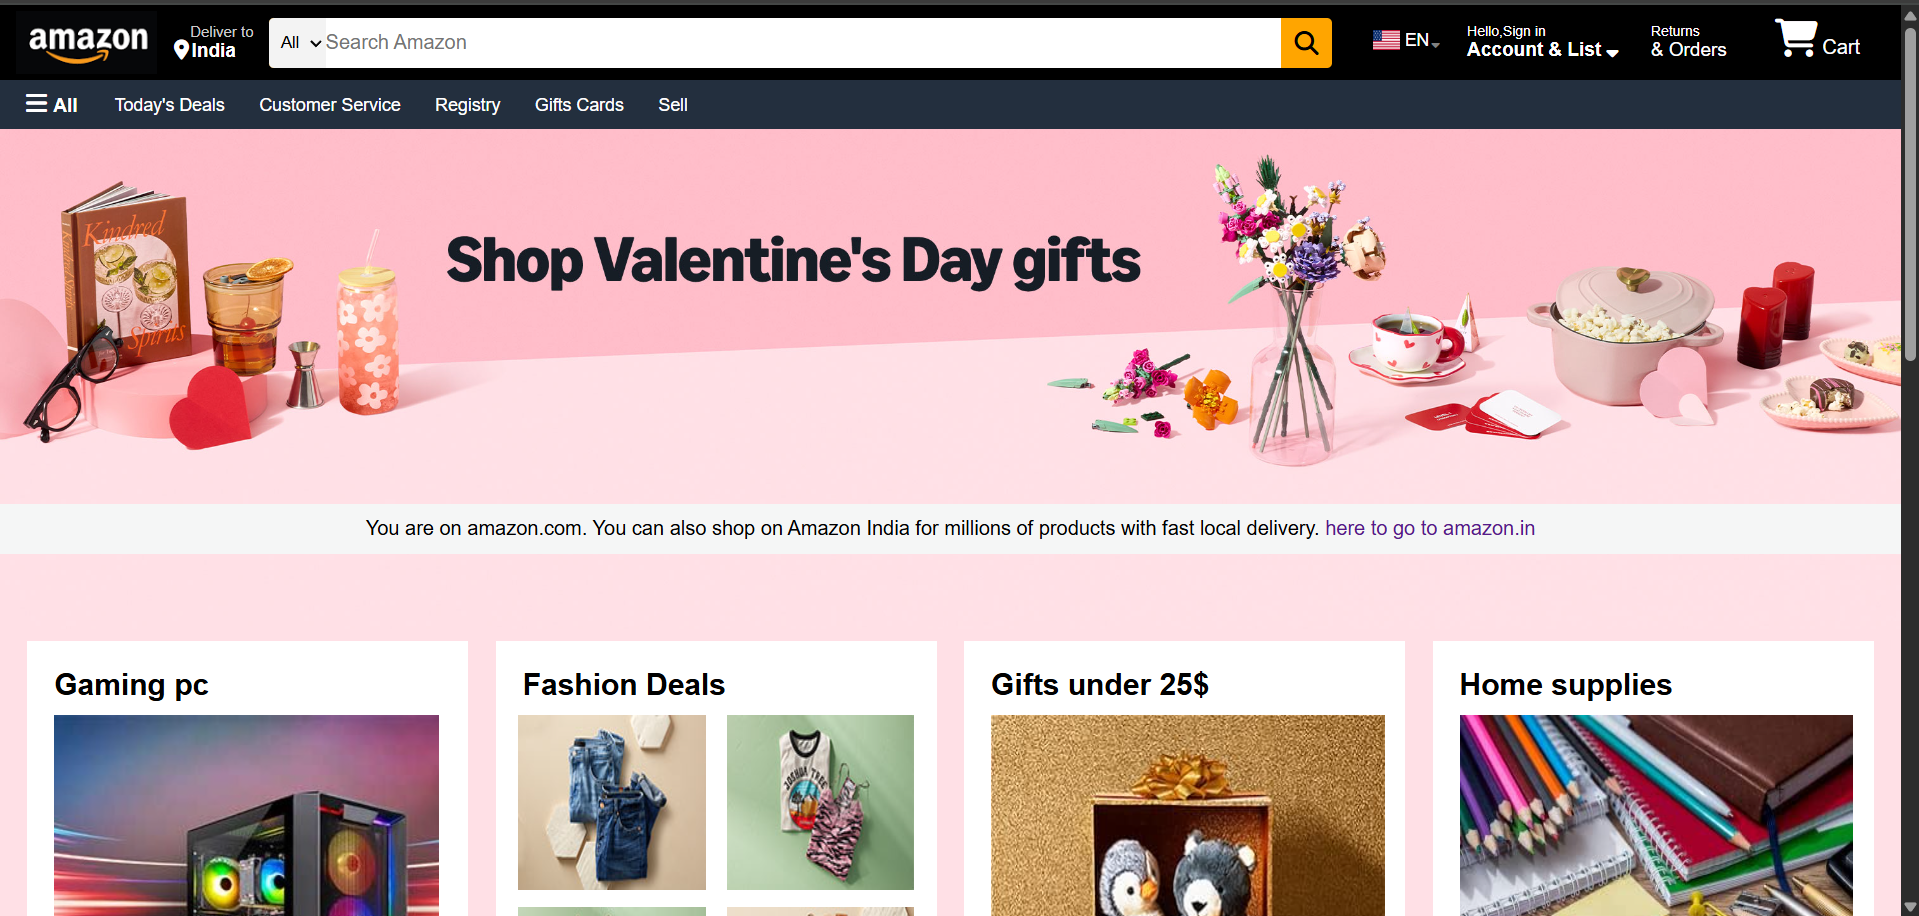 amazon
Deliver to
India
All
Search Amazon
EN
Hello,Sign in
Account & List
Returns
& Orders
Cart
All
Today's Deals
Customer Service
Registry
Gifts Cards
Sell
Kindred
Spirits
Shop Valentine's Day gifts
You are on amazon.com. You can also shop on Amazon India for millions of products with fast local delivery. here to go to amazon.in
Gaming pc
Fashion Deals
Gifts under 25$
Home supplies
JOSHUA TREE